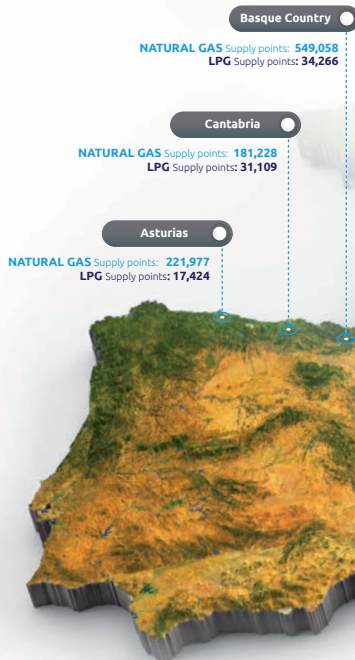 Basque Country
NATURAL GAS Supply points: 549,058
LPG Supply points: 34,266
Cantabria
NATURAL GAS Supply points: 181,228
LPG Supply points: 31,109
Asturias
NATURAL GAS Supply points: 221,977
LPG Supply points: 17,424